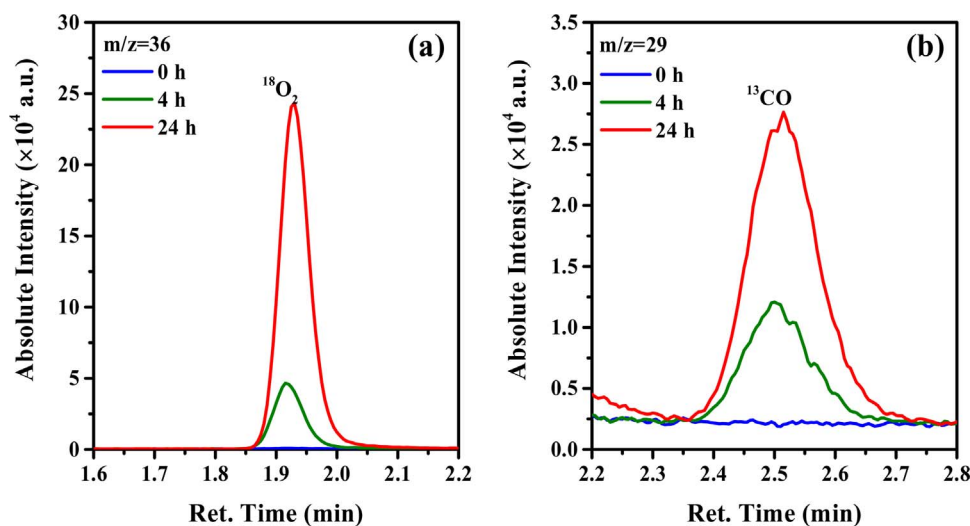 (a)
m/z=36
0 h
4 h
24 h
¹⁸O₂
Absolute Intensity (×10⁴ a.u.)
30
25
20
15
10
5
0
1.6 1.7 1.8 1.9 2.0 2.1 2.2
Ret. Time (min)
(b)
m/z=29
0 h
4 h
24 h
¹³CO
Absolute Intensity (×10⁴ a.u.)
3.5
3.0
2.5
2.0
1.5
1.0
0.5
0.0
2.2 2.3 2.4 2.5 2.6 2.7 2.8
Ret. Time (min)